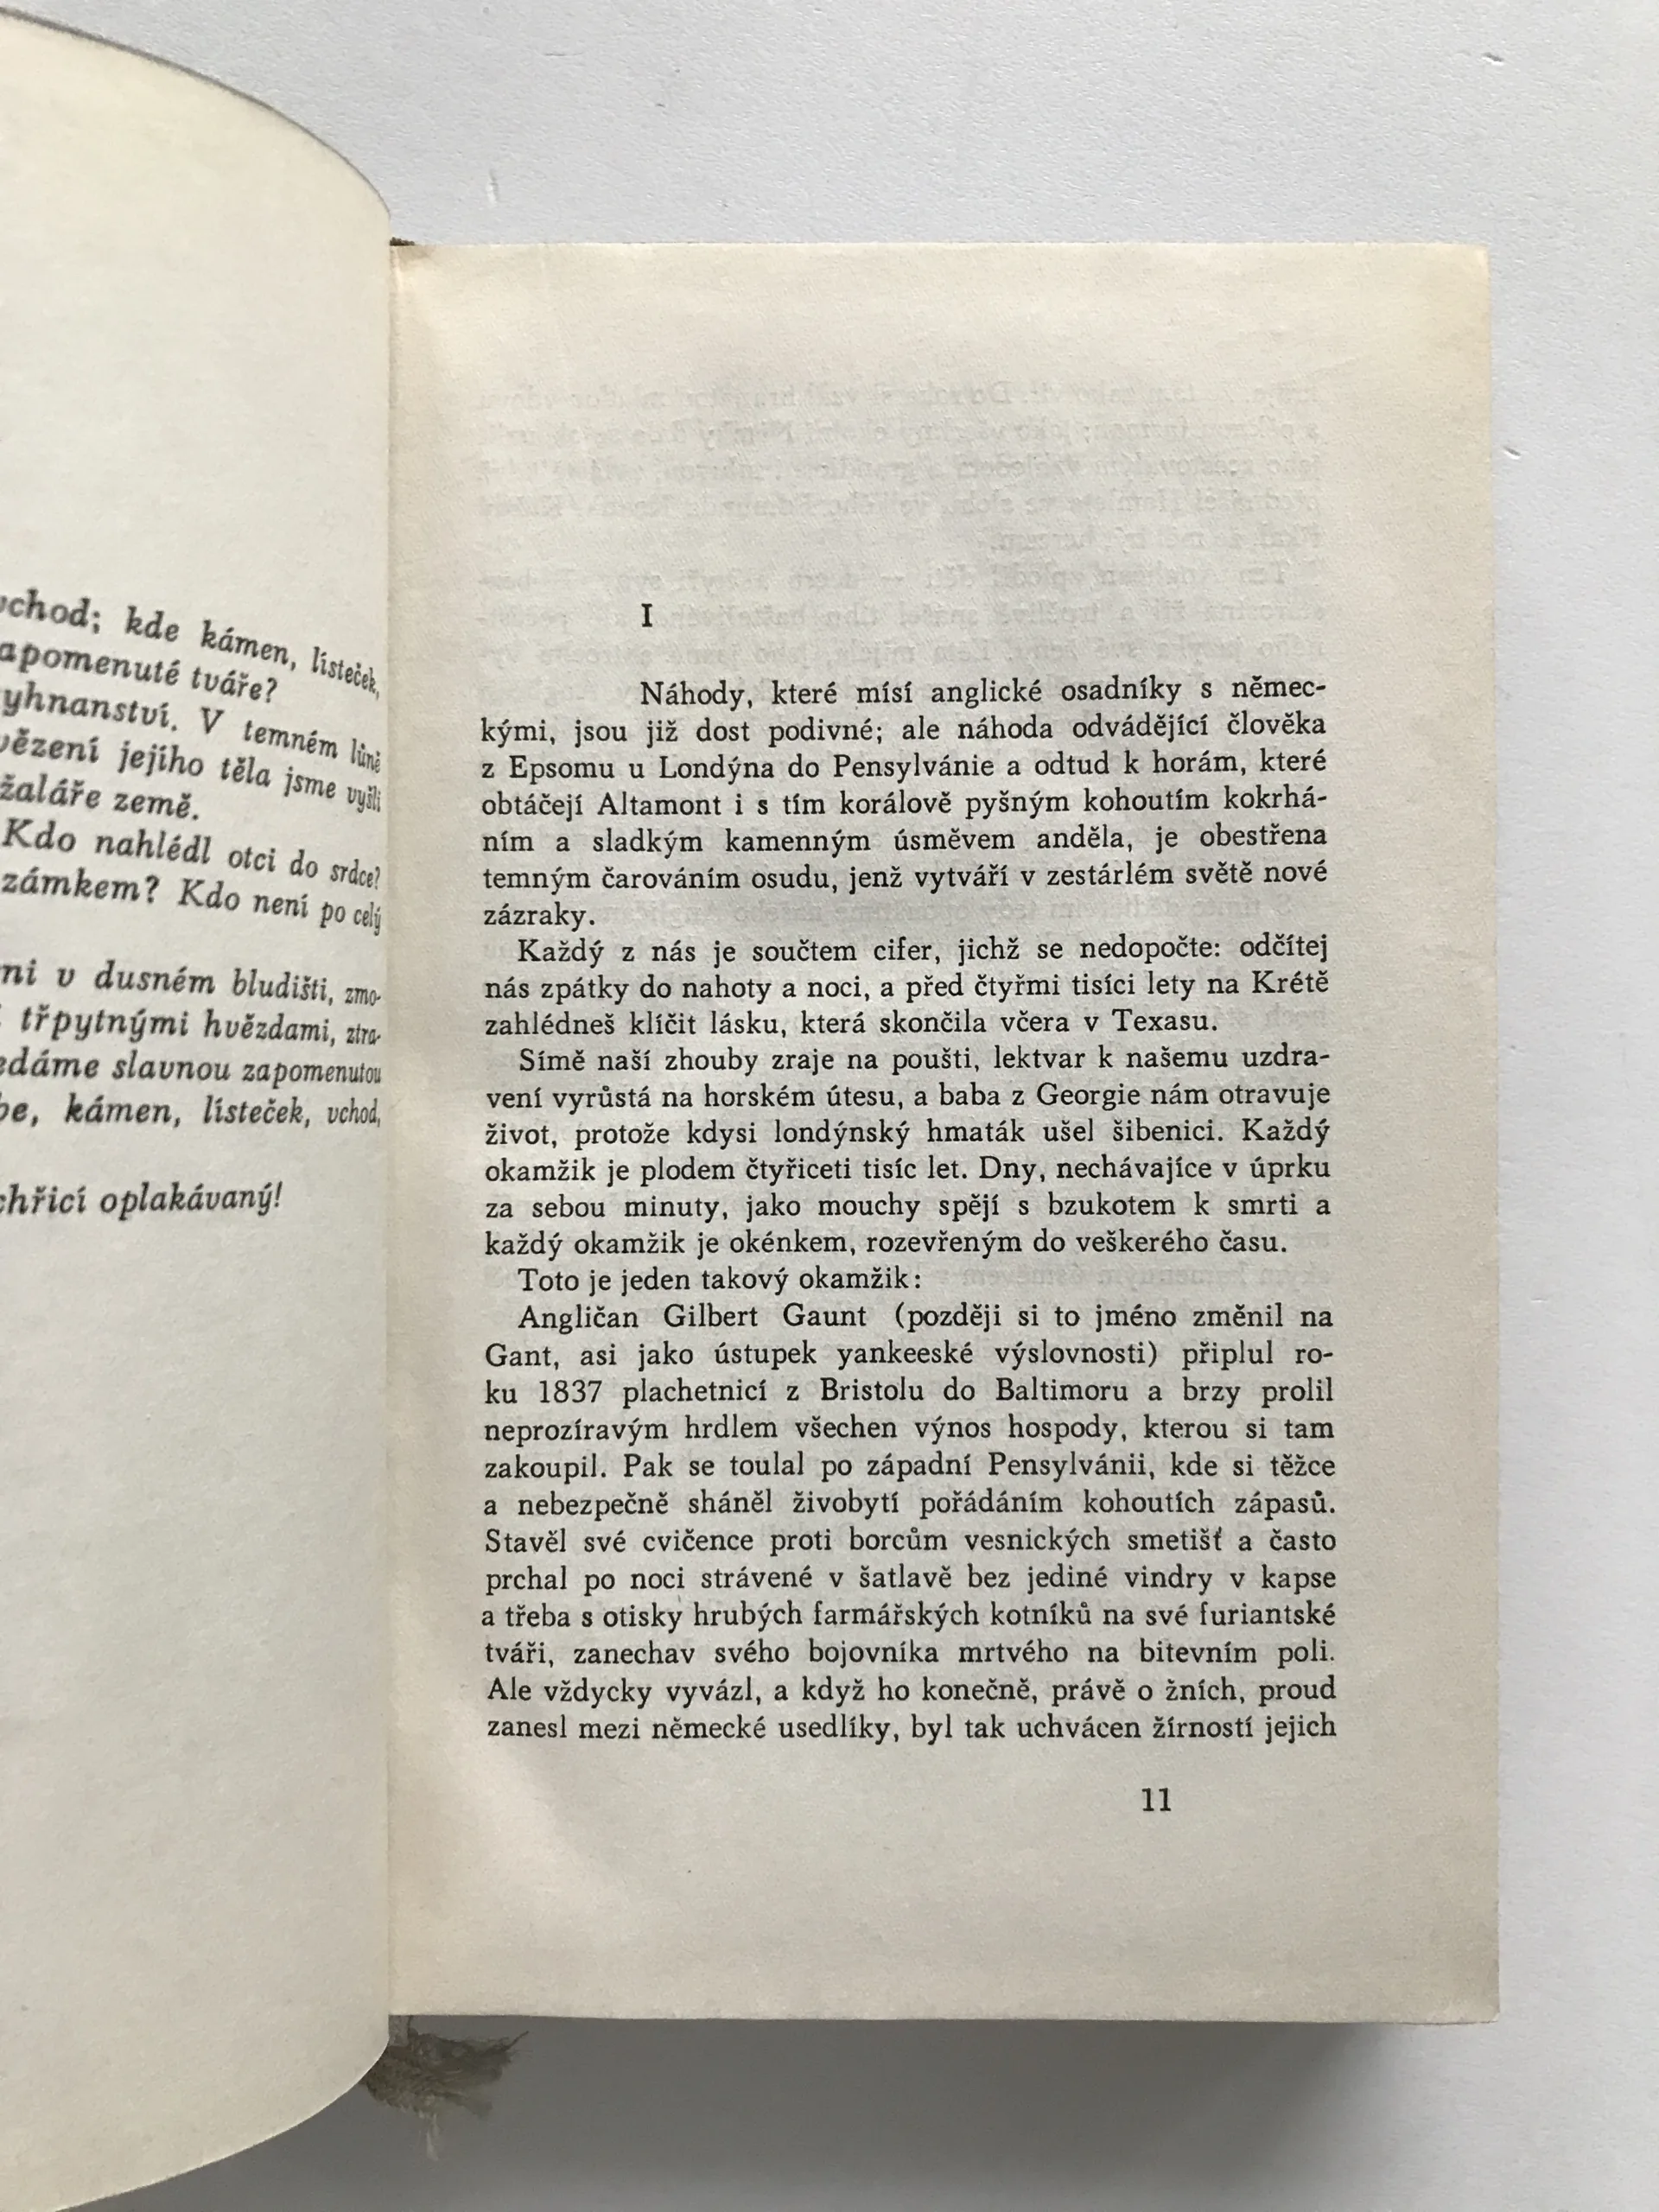 vchod; kde kámen, lísteček,
apomenuté tváře?
yhnanství. V temném lůně
vězení jejího těla jsme vyšli
žaláře země.
Kdo nahlédl otci do srdce?
zámkem? Kdo není po celý
mi v dusném bludišti, zmo-
třpytnými hvězdami, ztra-
edáme slavnou zapomenutou
be, kámen, lísteček, vchod,
chřicí oplakávaný!
I
Náhody, které mísí anglické osadníky s němec-
kými, jsou již dost podivné; ale náhoda odvádějící člověka
z Epsomu u Londýna do Pensylvánie a odtud k horám, které
obtáčejí Altamont i s tím korálově pyšným kohoutím kokrhá-
ním a sladkým kamenným úsměvem anděla, je obestřena
temným čarováním osudu, jenž vytváří v zestárlém světě nové
zázraky.
Každý z nás je součtem cifer, jichž se nedopočte: odčítej
nás zpátky do nahoty a noci, a před čtyřmi tisíci lety na Krétě
zahlédneš klíčit lásku, která skončila včera v Texasu.
Símě naší zhouby zraje na poušti, lektvar k našemu uzdra-
vení vyrůstá na horském útesu, a baba z Georgie nám otravuje
život, protože kdysi londýnský hmaták ušel šibenici. Každý
okamžik je plodem čtyřiceti tisíc let. Dny, nechávajíce v úprku
za sebou minuty, jako mouchy spějí s bzukotem k smrti a
každý okamžik je okénkem, rozevřeným do veškerého času.
Toto je jeden takový okamžik:
Angličan Gilbert Gaunt (později si to jméno změnil na
Gant, asi jako ústupek yankeeské výslovnosti) připlul ro-
ku 1837 plachetnicí z Bristolu do Baltimoru a brzy prolil
neprozíravým hrdlem všechen výnos hospody, kterou si tam
zakoupil. Pak se toulal po západní Pensylvánii, kde si těžce
a nebezpečně sháněl živobytí pořádáním kohoutích zápasů.
Stavěl své cvičence proti borcům vesnických smetišť a často
prchal po noci strávené v šatlavě bez jediné vindry v kapse
a třeba s otisky hrubých farmářských kotníků na své furiantské
tváři, zanechav svého bojovníka mrtvého na bitevním poli.
Ale vždycky vyvázl, a když ho konečně, právě o žních, proud
zanesl mezi německé usedlíky, byl tak uchvácen žírností jejich
11